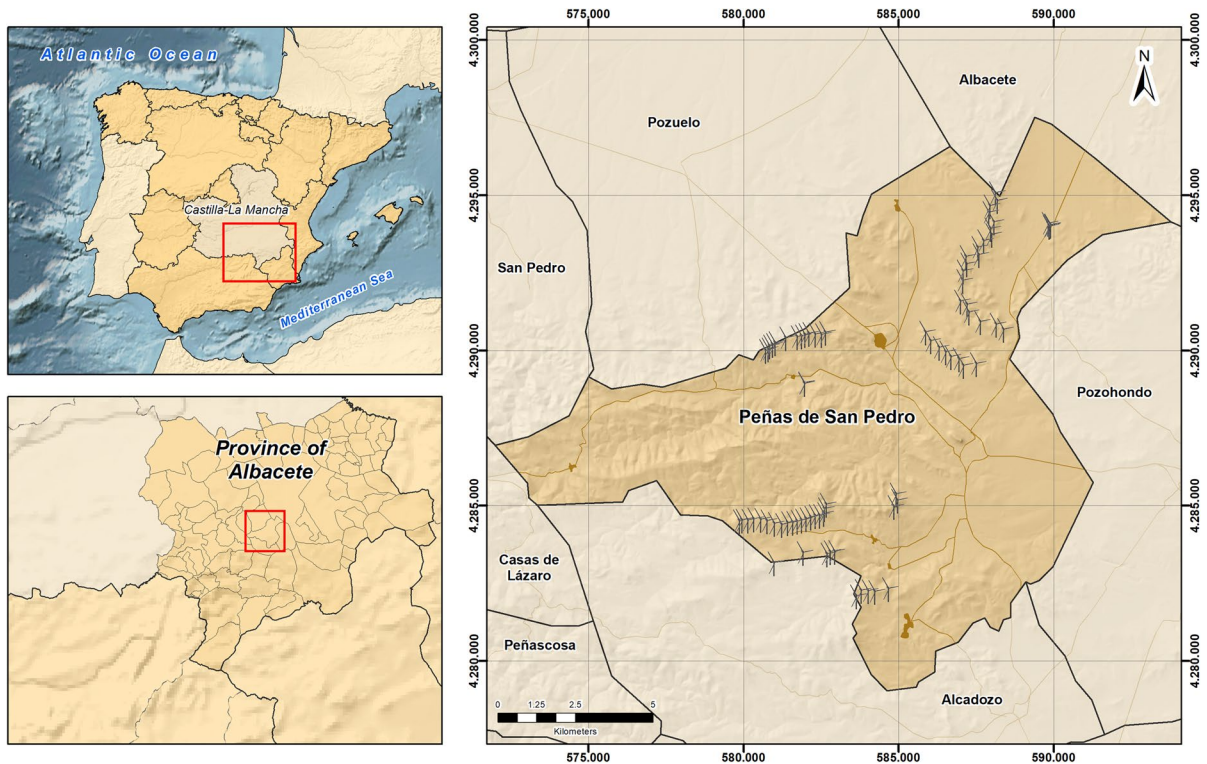 Atlantic Ocean
Castilla-La Mancha
Mediterranean Sea
Province of
Albacete
575.000
580.000
585.000
590.000
4.300.000
4.300.000
N
Albacete
Pozuelo
4.295.000
4.295.000
San Pedro
4.290.000
4.290.000
Pozohondo
Peñas de San Pedro
4.285.000
4.285.000
Casas de
Lázaro
Peñascosa
4.280.000
4.280.000
Alcadozo
0 1.25 2.5 5
Kilometers
575.000
580.000
585.000
590.000